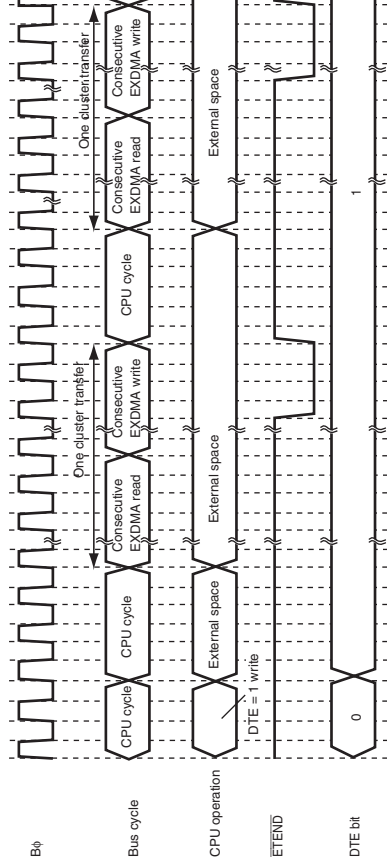 Bϕ
One cluster transfer
One cluster transfer
Bus cycle
CPU cycle
CPU cycle
Consecutive
EXDMA read
Consecutive
EXDMA write
CPU cycle
Consecutive
EXDMA read
Consecutive
EXDMA write
CPU operation
External space
External space
External space
DTE = 1 write
ETEND
DTE bit
0
1